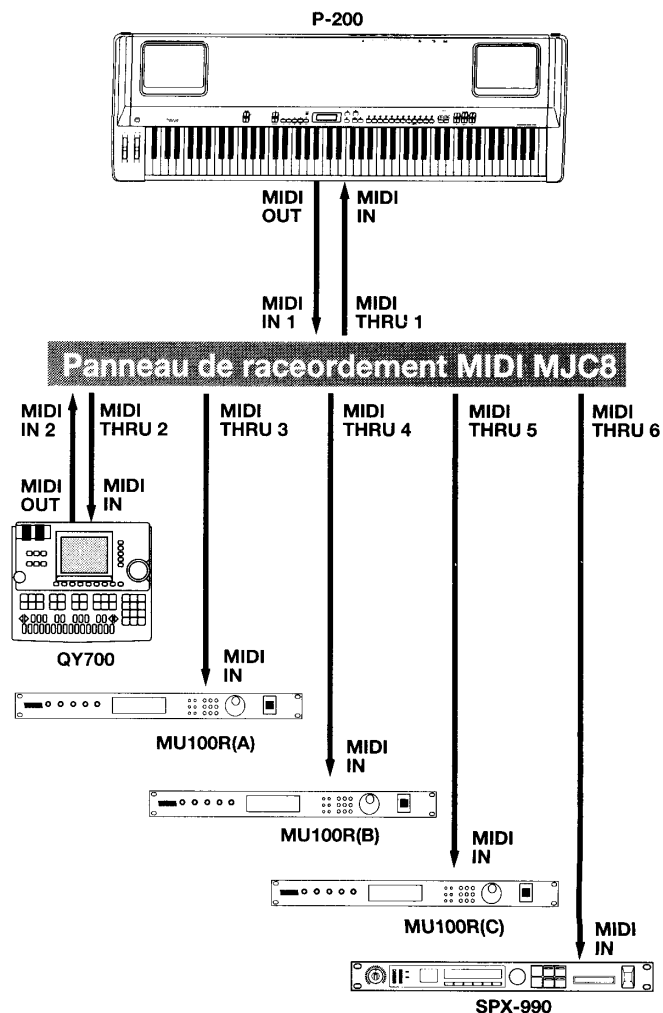 P-200
MIDI OUT
MIDI IN
MIDI IN 1
MIDI THRU 1
Panneau de raceordement MIDI MJC8
MIDI IN 2
MIDI THRU 2
MIDI THRU 3
MIDI THRU 4
MIDI THRU 5
MIDI THRU 6
MIDI OUT
MIDI IN
QY700
MIDI IN
MU100R(A)
MIDI IN
MU100R(B)
MIDI IN
MU100R(C)
MIDI IN
SPX-990